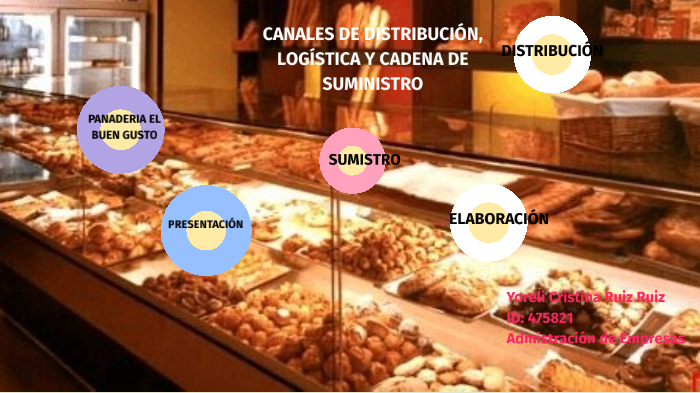 CANALES DE DISTRIBUCIÓN,
LOGÍSTICA Y CADENA DE
SUMINISTRO
DISTRIBUCIÓN
PANADERIA EL
BUEN GUSTO
SUMISTRO
PRESENTACIÓN
ELABORACIÓN
Yoreli Cristina Ruiz Ruiz
ID: 475821
Admistración de Empresas